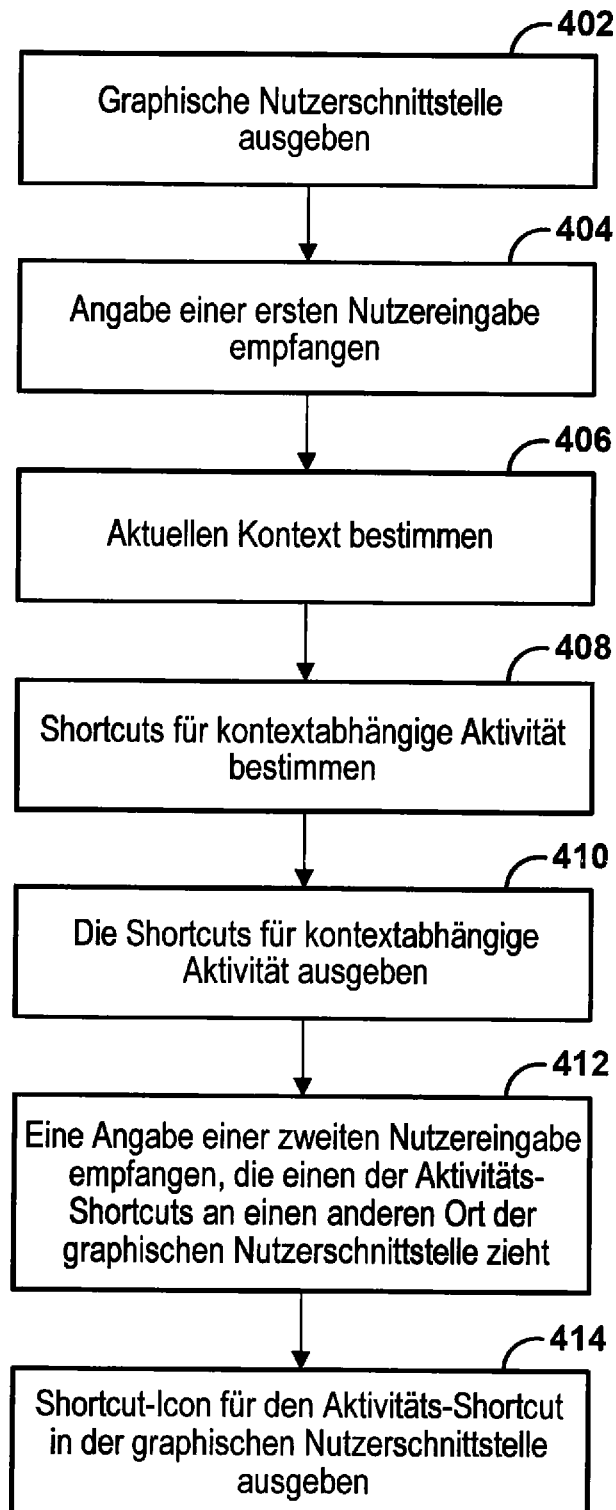 402
Graphische Nutzerschnittstelle
ausgeben
404
Angabe einer ersten Nutzereingabe
empfangen
406
Aktuellen Kontext bestimmen
408
Shortcuts für kontextabhängige Aktivität
bestimmen
410
Die Shortcuts für kontextabhängige
Aktivität ausgeben
412
Eine Angabe einer zweiten Nutzereingabe
empfangen, die einen der Aktivitäts-
Shortcuts an einen anderen Ort der
graphischen Nutzerschnittstelle zieht
414
Shortcut-Icon für den Aktivitäts-Shortcut
in der graphischen Nutzerschnittstelle
ausgeben